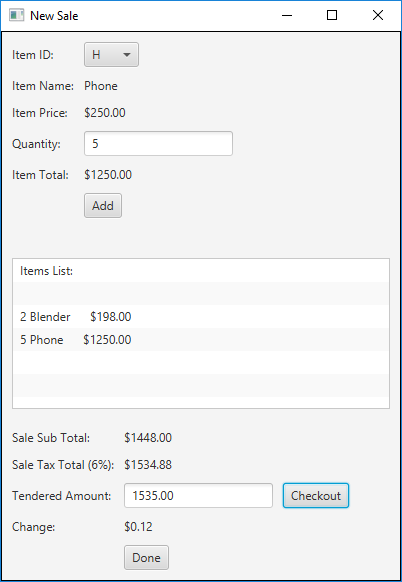 New Sale
Item ID: H
Item Name: Phone
Item Price: $250.00
Quantity: 5
Item Total: $1250.00
Add
Items List:
2 Blender $198.00
5 Phone $1250.00
Sale Sub Total: $1448.00
Sale Tax Total (6%): $1534.88
Tendered Amount: 1535.00 Checkout
Change: $0.12
Done